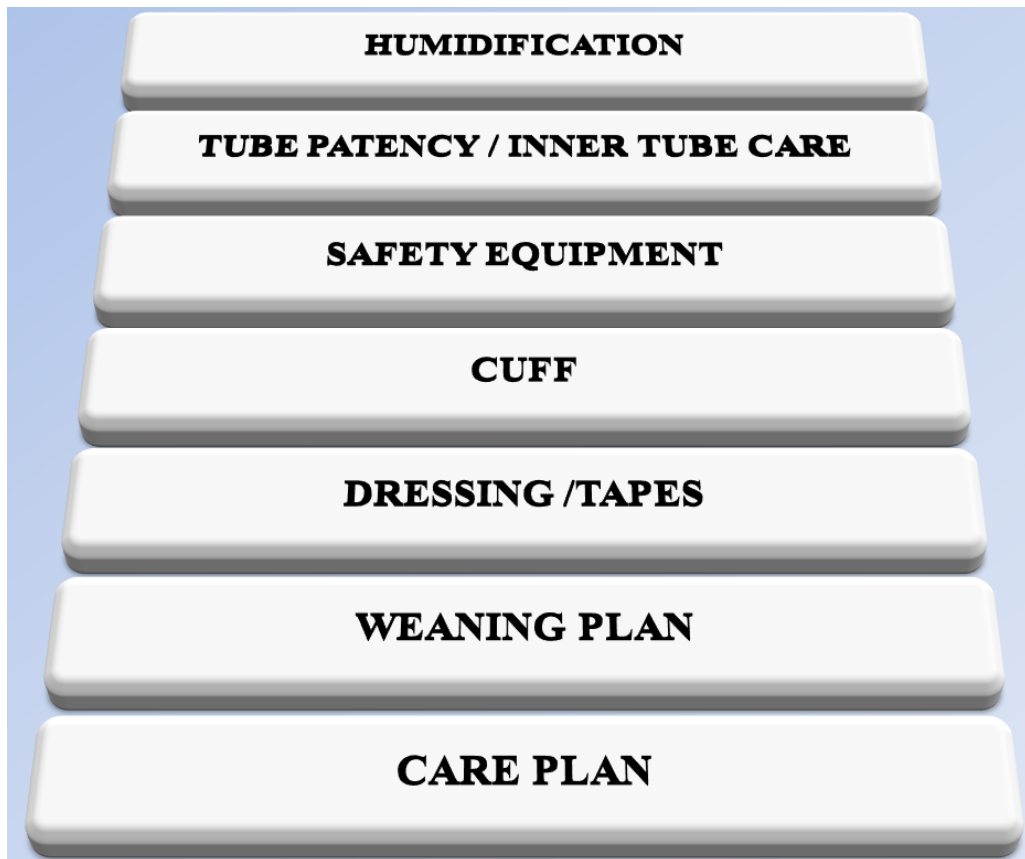 HUMIDIFICATION
TUBE PATENCY / INNER TUBE CARE
SAFETY EQUIPMENT
CUFF
DRESSING /TAPES
WEANING PLAN
CARE PLAN